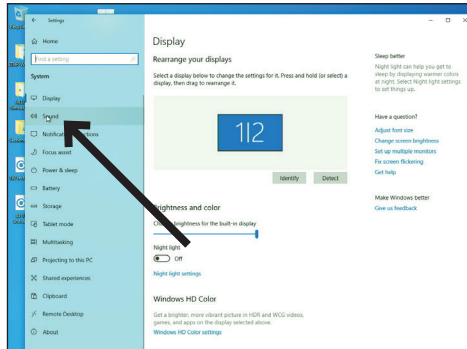 Settings
Home
Find a setting
System
Display
Sound
Focus assist
Power & sleep
Battery
Storage
Tablet mode
Multitasking
Projecting to this PC
Shared experiences
Clipboard
Remote Desktop
About
Display
Rearrange your displays
Select a display below to change the settings for it. Press and hold (or select) a
display, then drag to rearrange it.
1|2
Identify
Detect
Brightness and color
brightness for the built-in display
Night light
Off
Night light settings
Windows HD Color
Get a brighter, more vibrant picture in HDR and WCG videos,
games, and apps on the display selected above.
Windows HD Color settings
Sleep better
Night light can help you get to
sleep by displaying warmer colors
at night. Select Night light settings
to set things up.
Have a question?
Adjust font size
Change screen brightness
Set up multiple monitors
Fix screen flickering
Get help
Make Windows better
Give us feedback